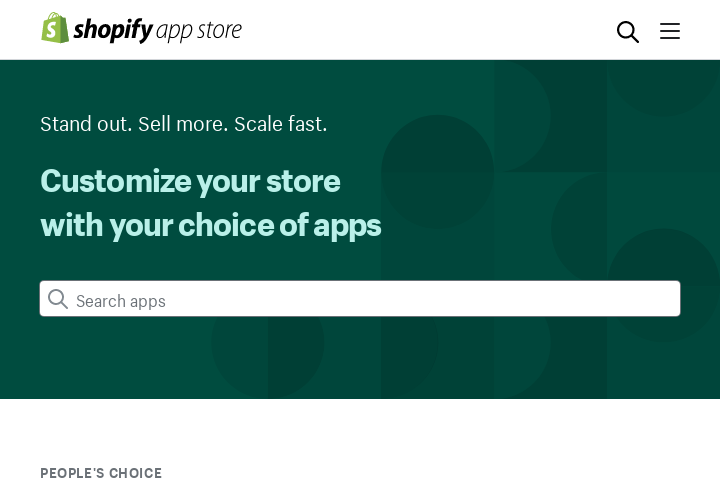 shopify app store
Stand out. Sell more. Scale fast.
Customize your store
with your choice of apps
Search apps
PEOPLE'S CHOICE